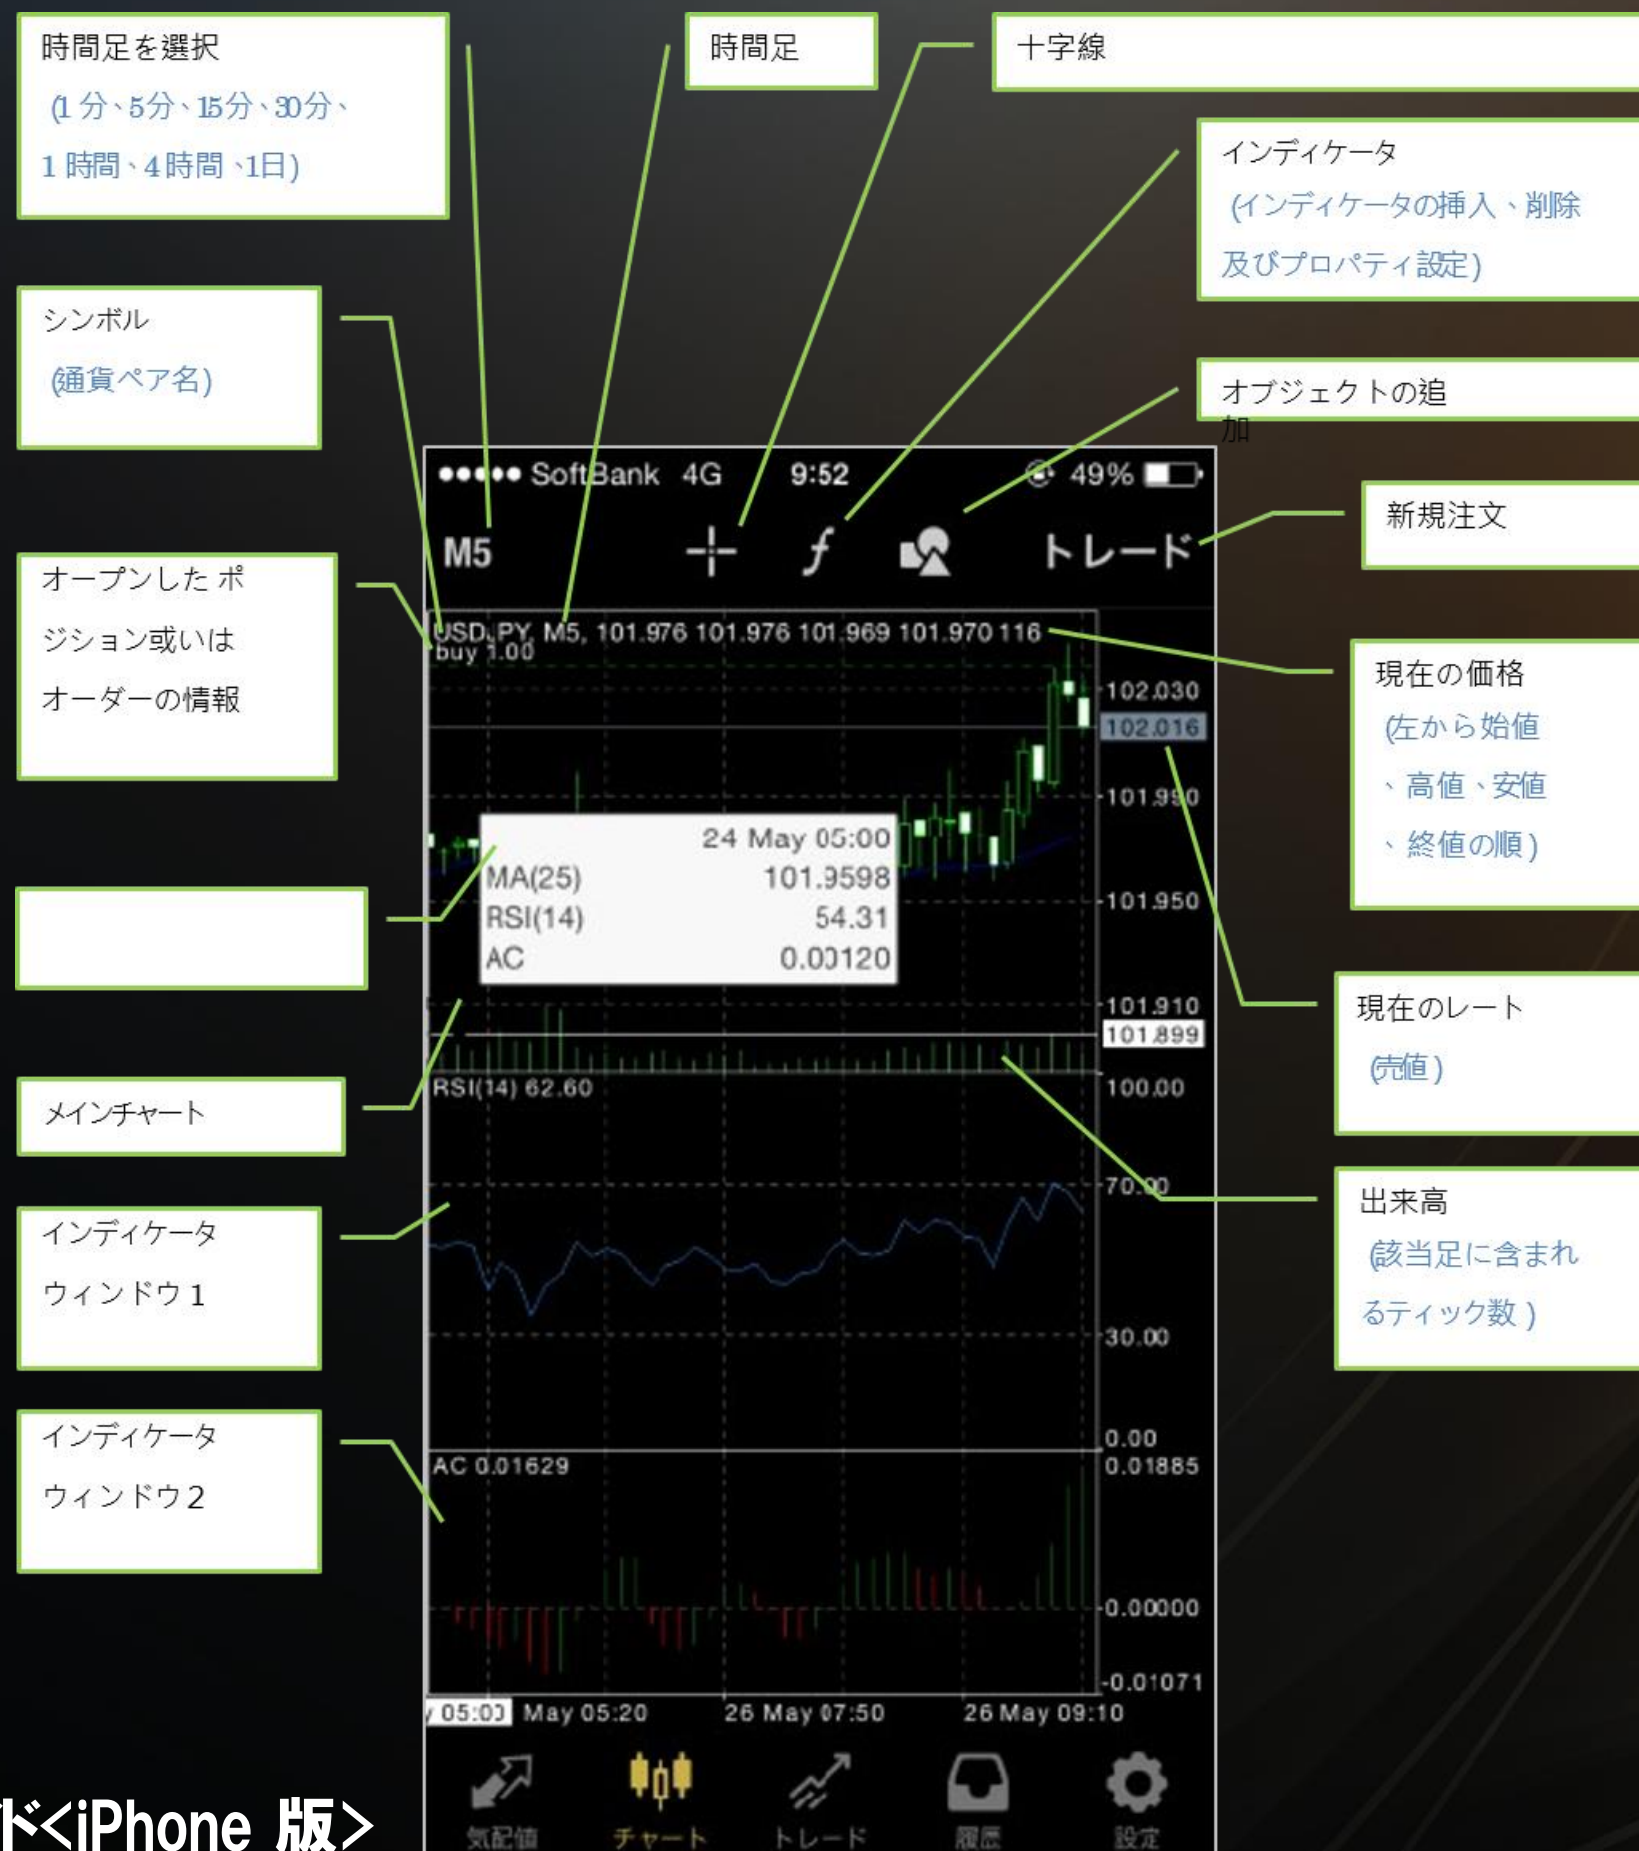 時間足を選択
(1 分、5分、15分、30分、
1 時間、4 時間、1日)
時間足
十字線
インディケータ
(インディケータの挿入、削除
及びプロパティ設定)
シンボル
(通貨ペア名)
オブジェクトの追
加
新規注文
オープンした ポ
ジション或いは
オーダーの情報
現在の価格
(左から始値
、高値、安値
、終値の順)
メインチャート
現在のレート
(売値)
インディケータ
ウィンドウ 1
出来高
(該当足に含まれ
るティック数)
インディケータ
ウィンドウ2
SoftBank 4G 9:52 49%
M5 f トレード
USDJPY, M5, 101.976 101.976 101.969 101.970 116
buy 1.00
102.030
102.016
101.990
24 May 05:00
MA(25) 101.9598
RSI(14) 54.31
AC 0.00120
101.950
101.910
101.899
RSI(14) 62.60
100.00
70.00
30.00
0.00
AC 0.01629
0.01885
0.00000
-0.01071
05:00 May 05:20 26 May 07:50 26 May 09:10
気配値 チャート トレード 履歴 設定
ド<iPhone 版>